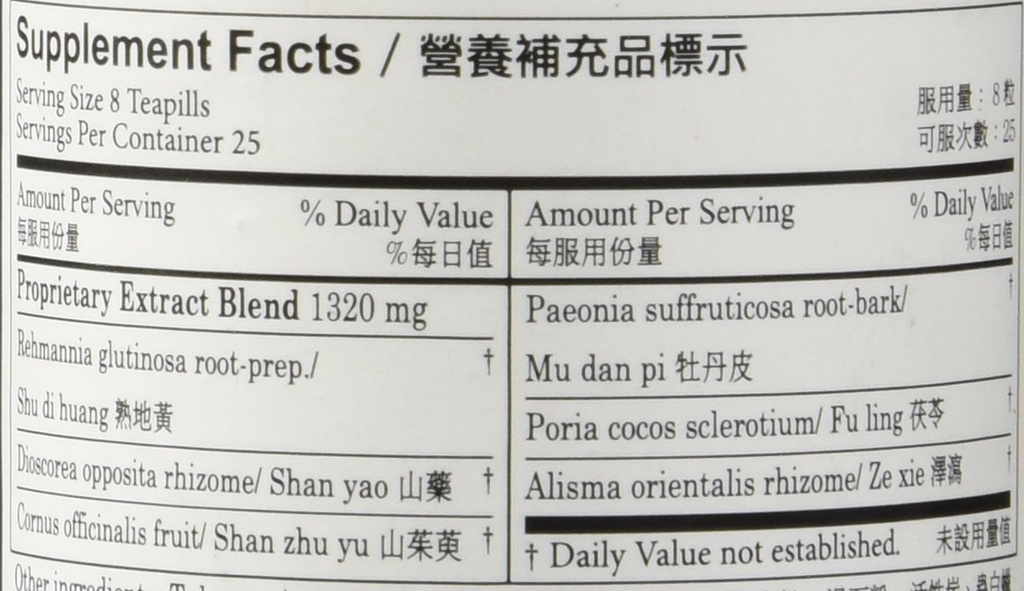 Supplement Facts / 營養補充品標示
Serving Size 8 Teapills 服用量：8粒
Servings Per Container 25 可服次數：25
Amount Per Serving % Daily Value
每服用份量 %每日值
Proprietary Extract Blend 1320 mg
Rehmannia glutinosa root-prep./ †
Shu di huang 熟地黃
Dioscorea opposita rhizome/ Shan yao 山藥 †
Cornus officinalis fruit/ Shan zhu yu 山茱萸 †
Amount Per Serving % Daily Value
每服用份量 %每日值
Paeonia suffruticosa root-bark/ †
Mu dan pi 牡丹皮
Poria cocos sclerotium/ Fu ling 茯苓 †
Alisma orientalis rhizome/ Ze xie 澤瀉 †
† Daily Value not established. 未設用量值
Other